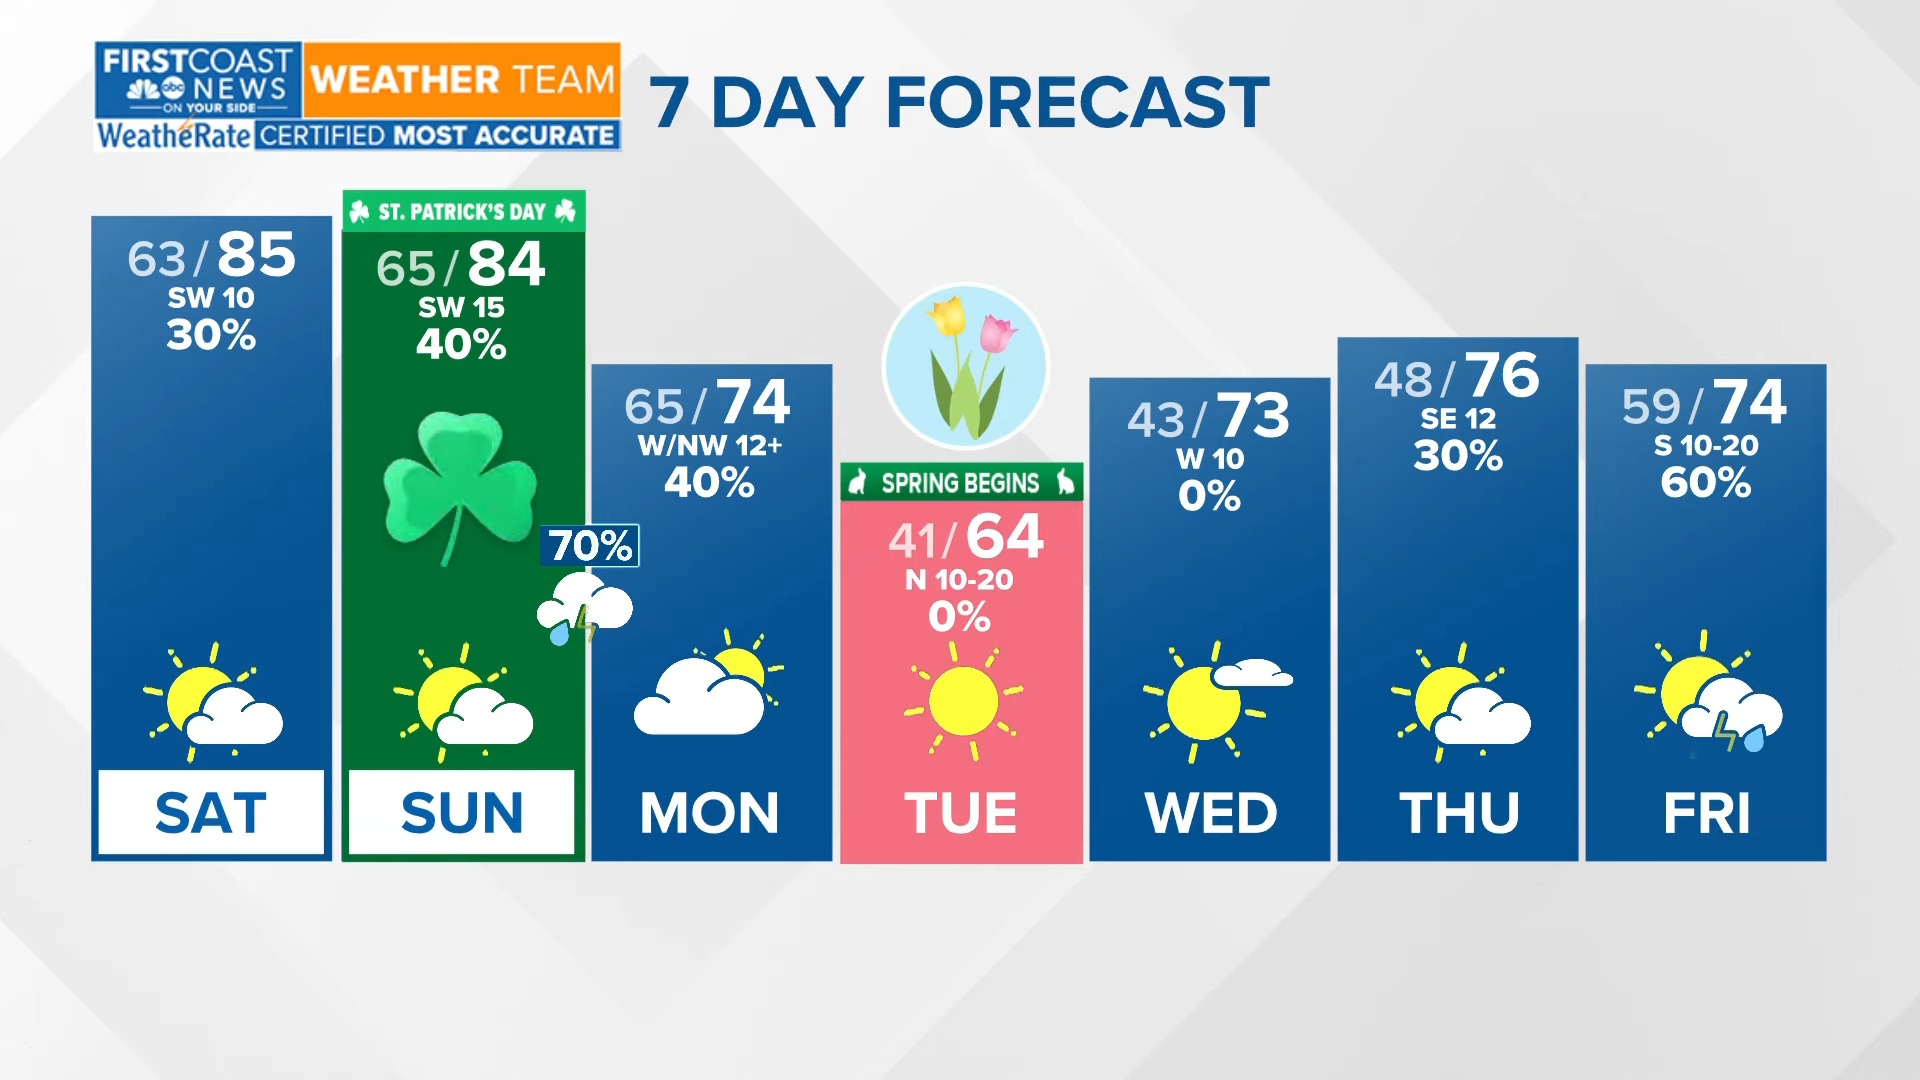 FIRSTCOAST
abc NEWS
ON YOUR SIDE
WEATHER TEAM
WeatheRate CERTIFIED MOST ACCURATE
7 DAY FORECAST
63/85
SW 10
30%
SAT
ST. PATRICK'S DAY
65/84
SW 15
40%
SUN
70%
65/74
W/NW 12+
40%
MON
SPRING BEGINS
41/64
N 10-20
0%
TUE
43/73
W 10
0%
WED
48/76
SE 12
30%
THU
59/74
S 10-20
60%
FRI